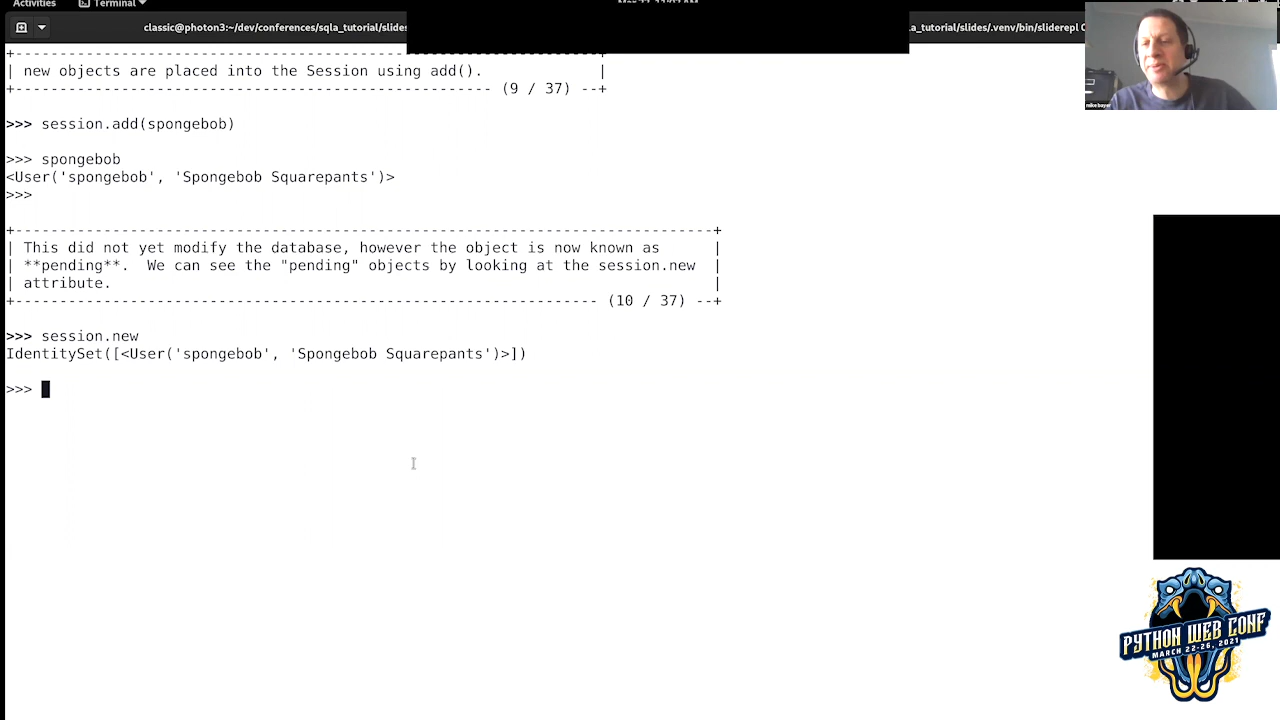 Activities
Terminal
classic@photon3:~/dev/conferences/sqla_tutorial/slides
la_tutorial/slides/.venv/bin/sliderepl
mike bayer
+------------------------------------------------------------------+
| new objects are placed into the Session using add(). |
+------------------------------------------------------ (9 / 37) --+
>>> session.add(spongebob)
>>> spongebob
<User('spongebob', 'Spongebob Squarepants')>
>>>
+-------------------------------------------------------------------------------+
| This did not yet modify the database, however the object is now known as |
| **pending**. We can see the "pending" objects by looking at the session.new |
| attribute. |
+------------------------------------------------------------------ (10 / 37) --+
>>> session.new
IdentitySet([<User('spongebob', 'Spongebob Squarepants')>])
>>>
PYTHON WEB CONF
MARCH 22-26, 2021